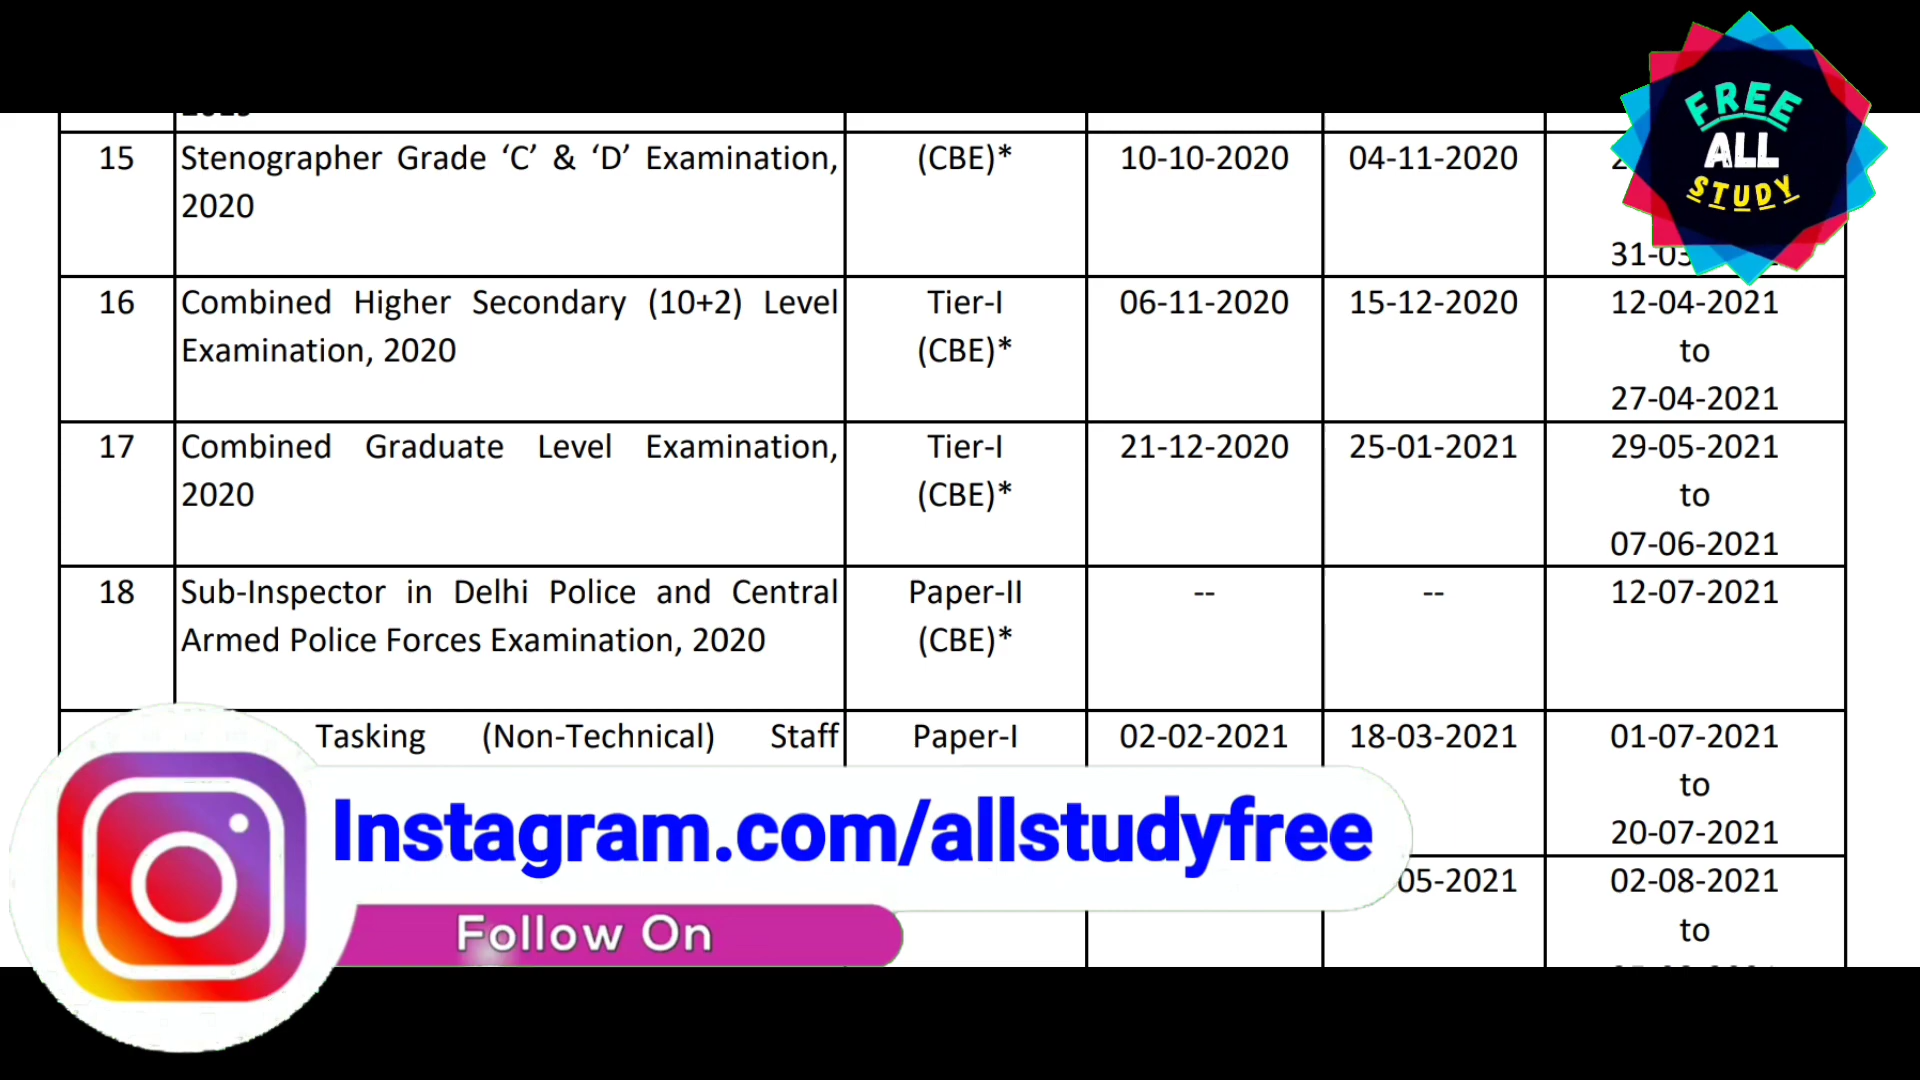 15 Stenographer Grade ‘C’ & ‘D’ Examination, (CBE)* 10-10-2020 04-11-2020
2020
16 Combined Higher Secondary (10+2) Level Tier-I 06-11-2020 15-12-2020 12-04-2021
Examination, 2020 (CBE)* to
27-04-2021
17 Combined Graduate Level Examination, Tier-I 21-12-2020 25-01-2021 29-05-2021
2020 (CBE)* to
07-06-2021
18 Sub-Inspector in Delhi Police and Central Paper-II -- -- 12-07-2021
Armed Police Forces Examination, 2020 (CBE)*
Tasking (Non-Technical) Staff Paper-I 02-02-2021 18-03-2021 01-07-2021
to
20-07-2021
05-2021 02-08-2021
to
FREE
ALL
STUDY
Instagram.com/allstudyfree
Follow On